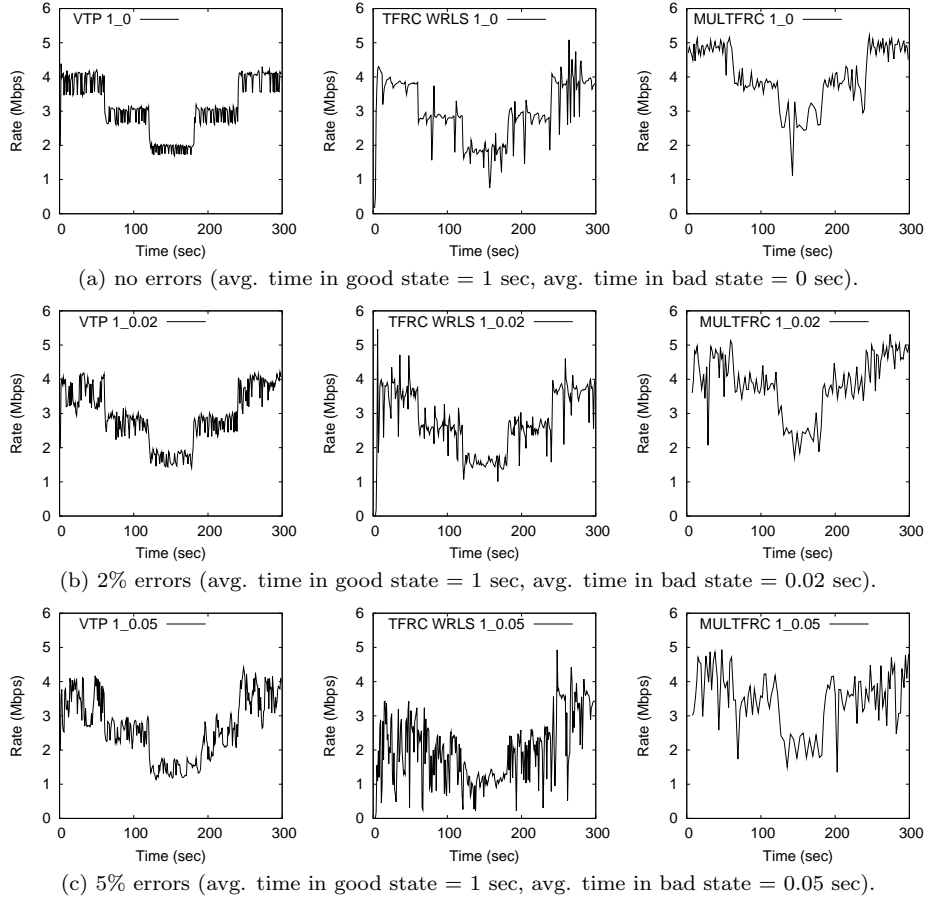 VTP 1_0
Rate (Mbps)
6
5
4
3
2
1
0
0 100 200 300
Time (sec)
TFRC WRLS 1_0
Rate (Mbps)
6
5
4
3
2
1
0
0 100 200 300
Time (sec)
MULTFRC 1_0
Rate (Mbps)
6
5
4
3
2
1
0
0 100 200 300
Time (sec)
(a) no errors (avg. time in good state = 1 sec, avg. time in bad state = 0 sec).
VTP 1_0.02
Rate (Mbps)
6
5
4
3
2
1
0
0 100 200 300
Time (sec)
TFRC WRLS 1_0.02
Rate (Mbps)
6
5
4
3
2
1
0
0 100 200 300
Time (sec)
MULTFRC 1_0.02
Rate (Mbps)
6
5
4
3
2
1
0
0 100 200 300
Time (sec)
(b) 2% errors (avg. time in good state = 1 sec, avg. time in bad state = 0.02 sec).
VTP 1_0.05
Rate (Mbps)
6
5
4
3
2
1
0
0 100 200 300
Time (sec)
TFRC WRLS 1_0.05
Rate (Mbps)
6
5
4
3
2
1
0
0 100 200 300
Time (sec)
MULTFRC 1_0.05
Rate (Mbps)
6
5
4
3
2
1
0
0 100 200 300
Time (sec)
(c) 5% errors (avg. time in good state = 1 sec, avg. time in bad state = 0.05 sec).